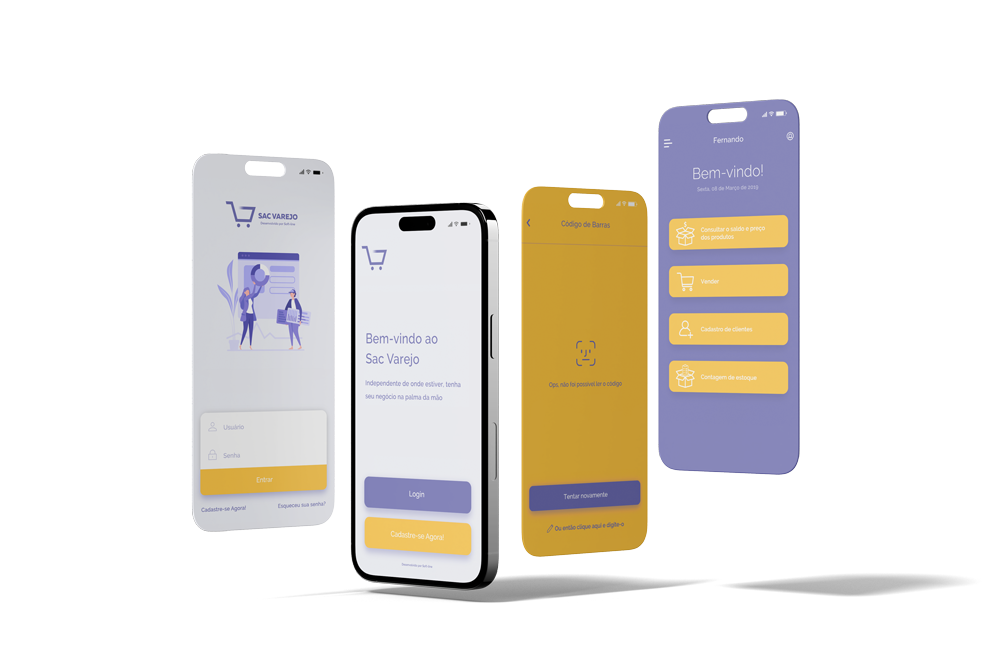 SAC VAREJO
Usuário
Senha
Entrar
Cadastre-se Agora!
Esqueceu sua senha?
Bem-vindo ao
Sac Varejo
Independente de onde estiver, tenha
seu negócio na palma da mão
Login
Cadastre-se Agora!
Código de Barras
Ops, não foi possível ler o código
Tentar novamente
Ou então clique aqui e digite-o
Fernando
Bem-vindo!
Sexta, 08 de Março de 2019
Consultar o saldo e preço
dos produtos
Vender
Cadastro de clientes
Contagem de estoque